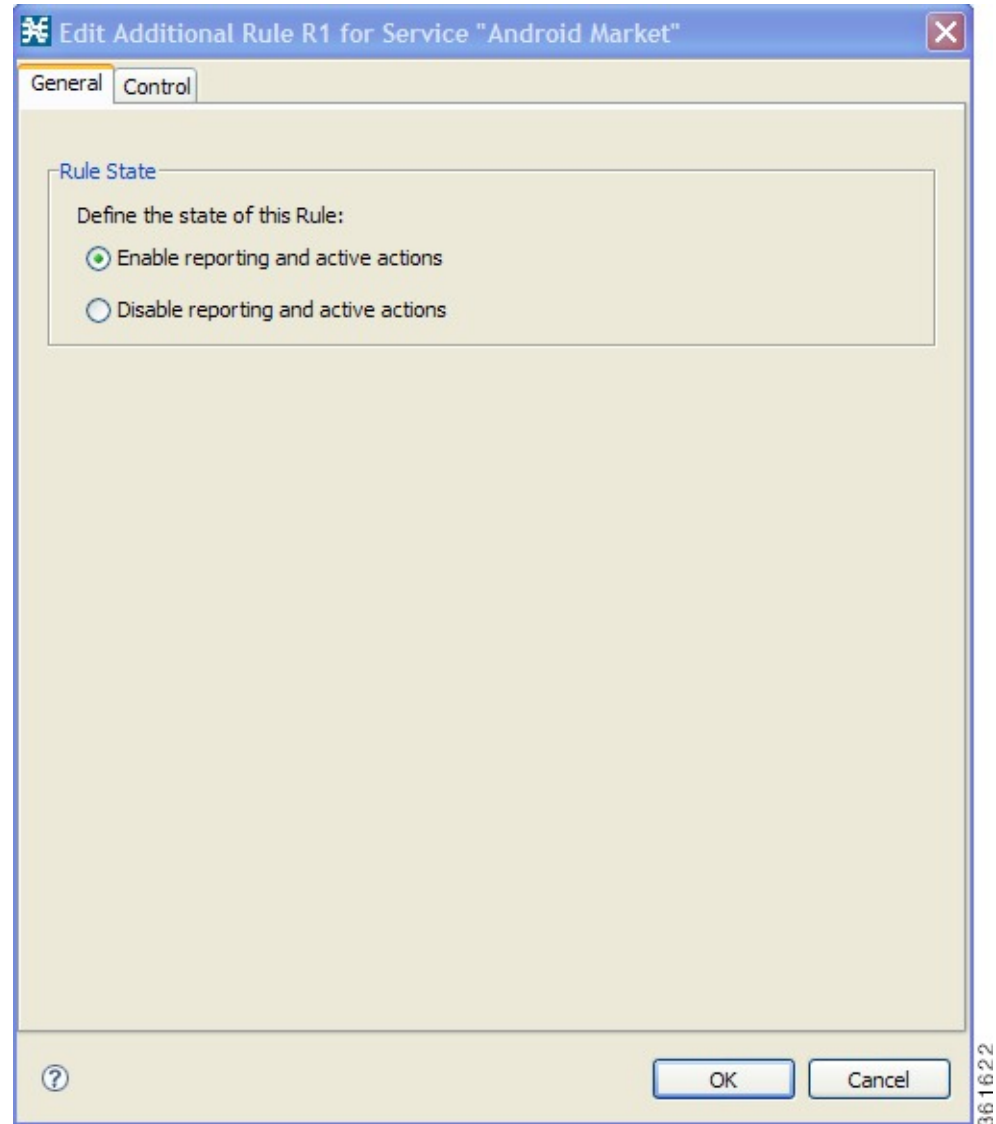 Edit Additional Rule R1 for Service "Android Market"
General Control
Rule State
Define the state of this Rule:
Enable reporting and active actions
Disable reporting and active actions
?
OK Cancel
361622